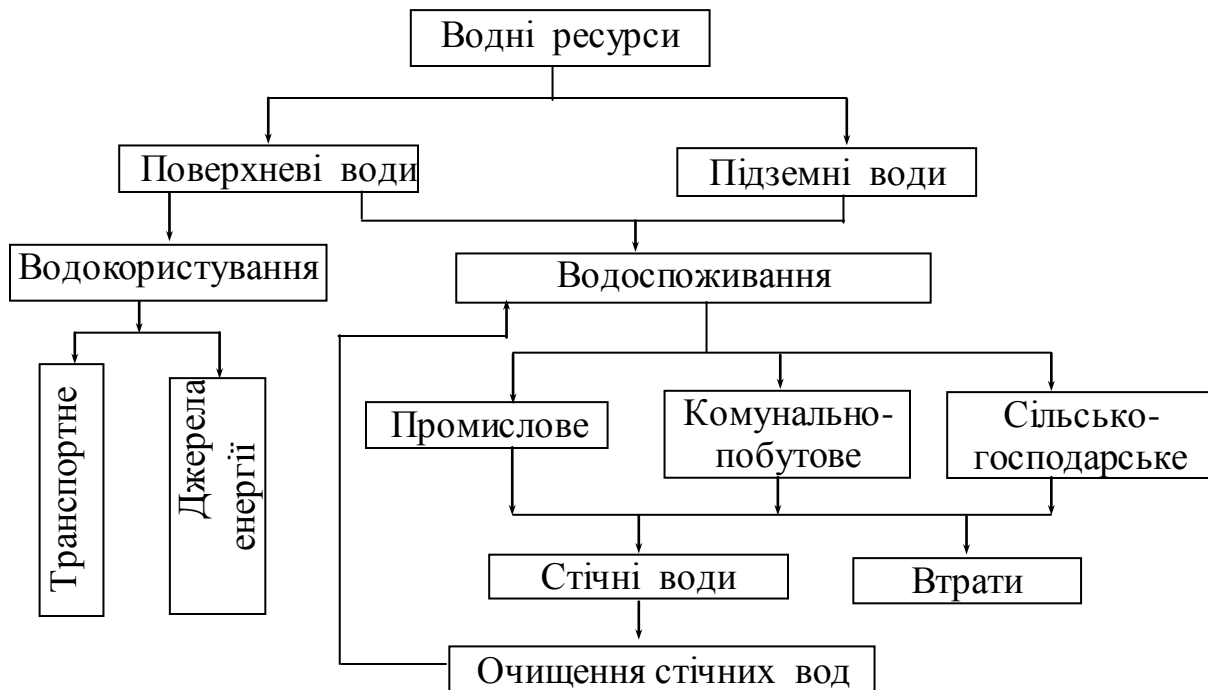 Водні ресурси
Поверхневі води
Підземні води
Водокористування
Водоспоживання
Транспортне
Джерела
енергії
Промислове
Комунально-
побутове
Сільсько-
господарське
Стічні води
Втрати
Очищення стічних вод